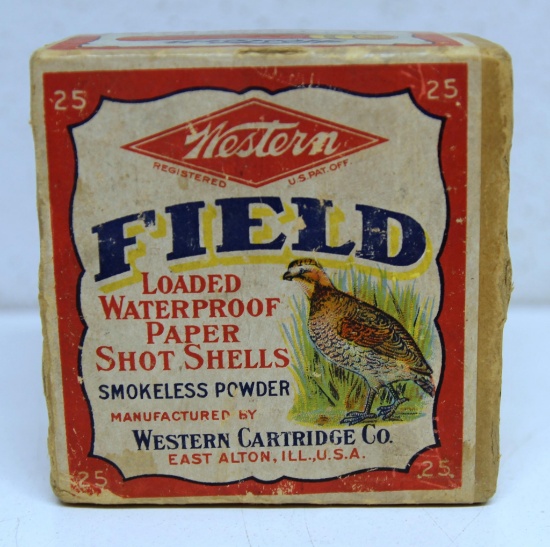 25 25
Western
REGISTERED U.S. PAT. OFF.
FIELD
LOADED
WATERPROOF
PAPER
SHOT SHELLS
SMOKELESS POWDER
MANUFACTURED BY
WESTERN CARTRIDGE CO.
EAST ALTON, ILL., U.S.A.
25 25